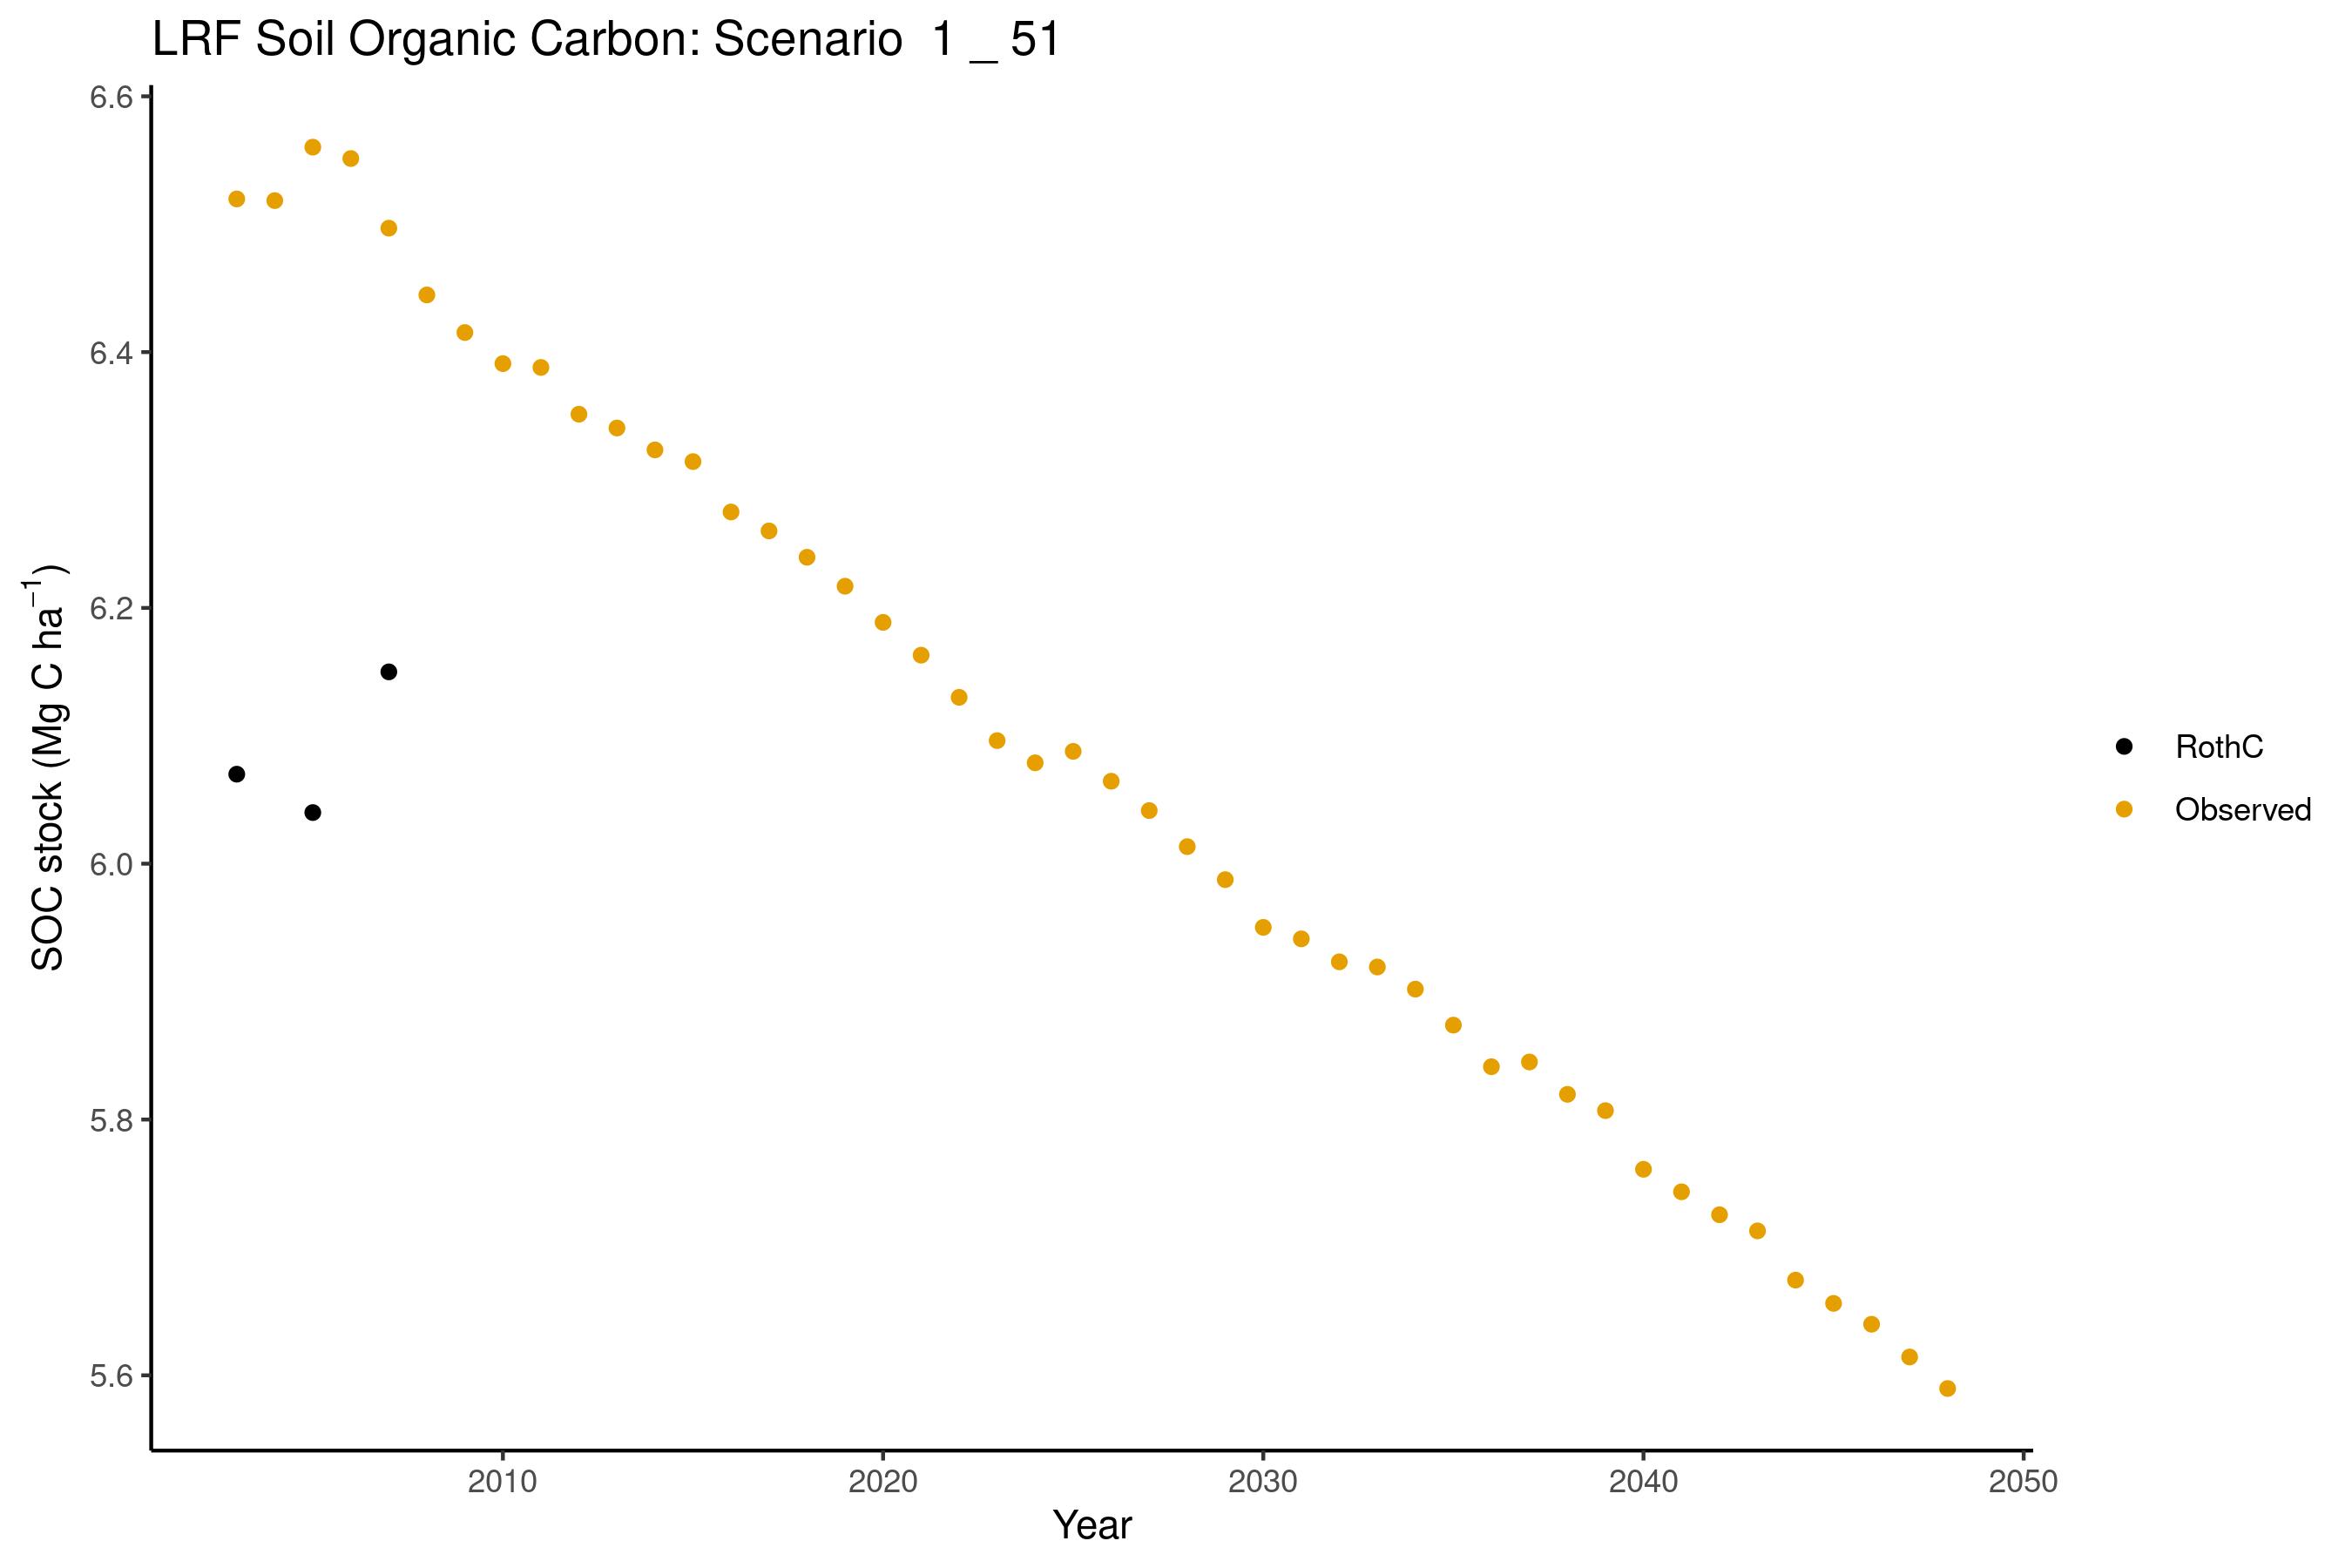 LRF Soil Organic Carbon: Scenario 1 _ 51
6.6
6.4
6.2
6.0
5.8
5.6
SOC stock (Mg C ha⁻¹)
2010 2020 2030 2040 2050
Year
RothC
Observed